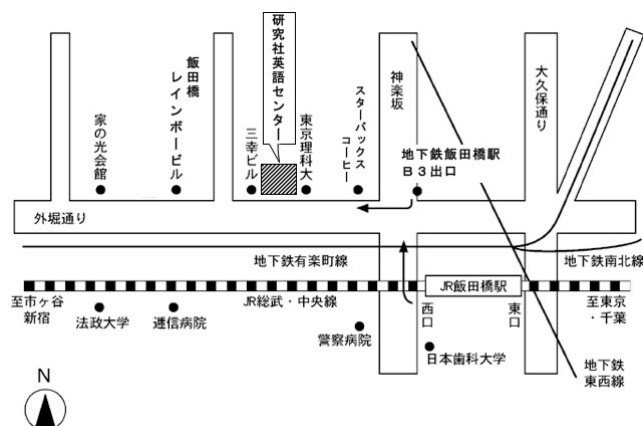 研究社英語センター
飯田橋
レインボービル
家の光会館
三幸ビル
東京理科大
スターバックス
コーヒー
神楽坂
大久保通り
地下鉄飯田橋駅
B3出口
外堀通り
地下鉄有楽町線
地下鉄南北線
至市ヶ谷
新宿
JR総武・中央線
JR飯田橋駅
西口
東口
至東京
・千葉
法政大学
逓信病院
警察病院
日本歯科大学
地下鉄
東西線
N